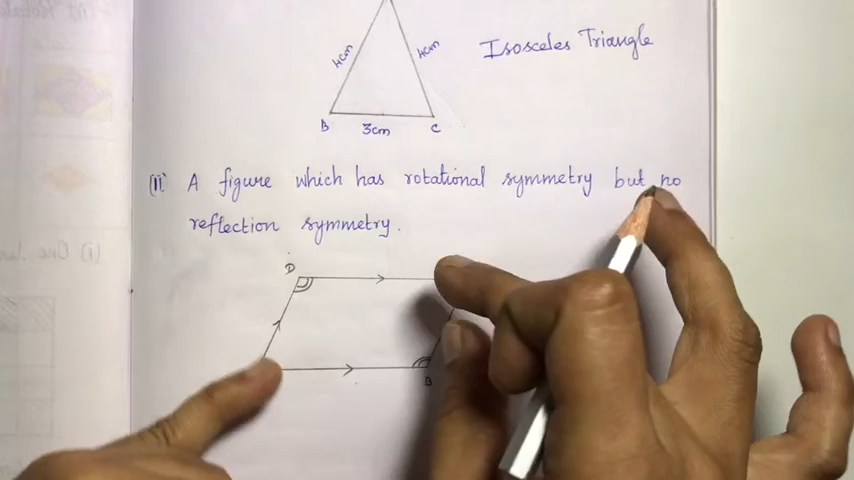 4cm
4cm
Isosceles Triangle
B
3cm
C
(ii) A figure which has rotational symmetry but no
reflection symmetry.
D
B